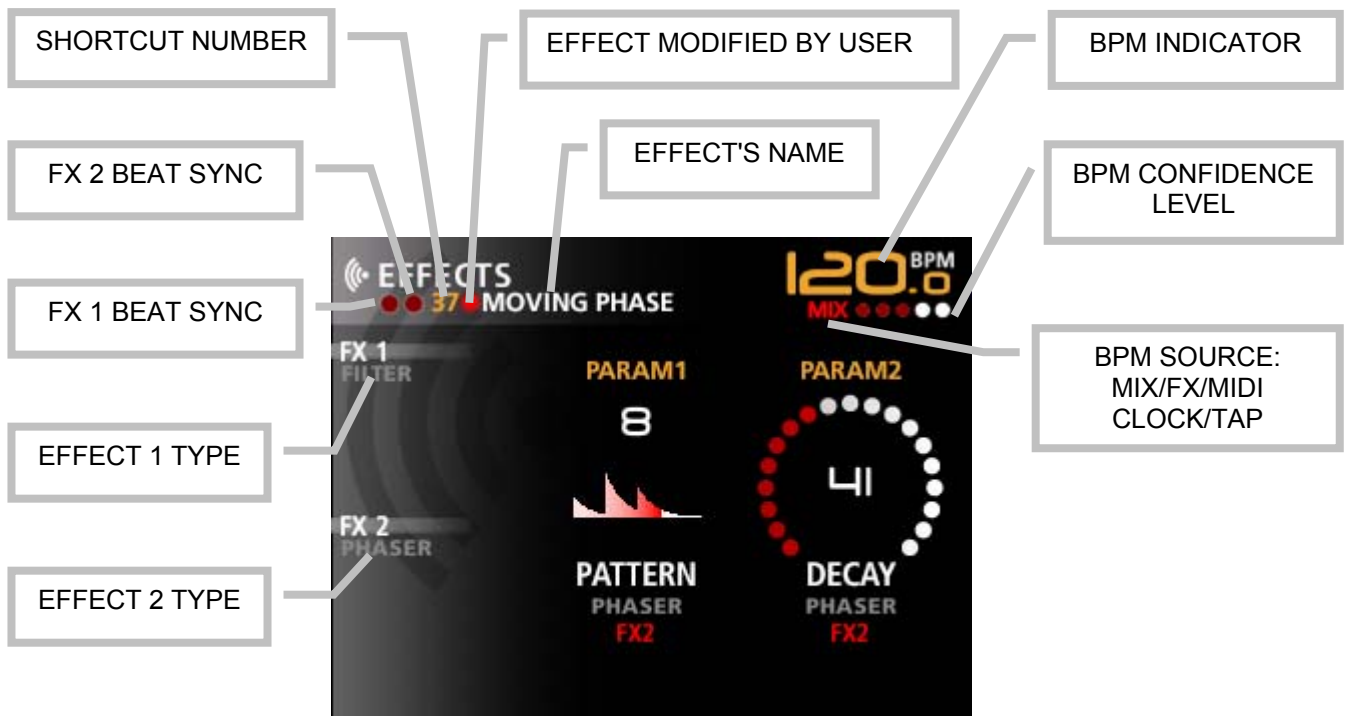 SHORTCUT NUMBER
EFFECT MODIFIED BY USER
BPM INDICATOR
FX 2 BEAT SYNC
EFFECT'S NAME
BPM CONFIDENCE
LEVEL
FX 1 BEAT SYNC
EFFECTS
37 MOVING PHASE
120.0 BPM
MIX
BPM SOURCE:
MIX/FX/MIDI
CLOCK/TAP
FX 1
FILTER
PARAM1
PARAM2
EFFECT 1 TYPE
8
41
FX 2
PHASER
EFFECT 2 TYPE
PATTERN
PHASER
FX2
DECAY
PHASER
FX2